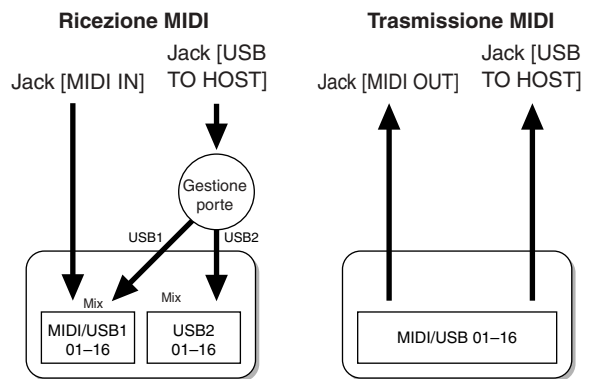 Ricezione MIDI
Jack [MIDI IN]
Jack [USB
TO HOST]
Gestione
porte
USB1
USB2
Mix
Mix
MIDI/USB1
01–16
USB2
01–16
Trasmissione MIDI
Jack [MIDI OUT]
Jack [USB
TO HOST]
MIDI/USB 01–16